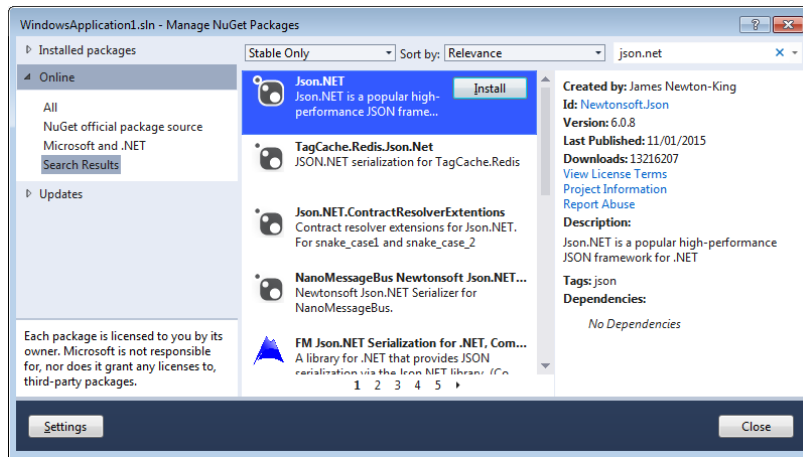 WindowsApplication1.sln - Manage NuGet Packages
Installed packages
Online
All
NuGet official package source
Microsoft and .NET
Search Results
Updates
Each package is licensed to you by its
owner. Microsoft is not responsible
for, nor does it grant any licenses to,
third-party packages.
Stable Only
Sort by: Relevance
json.net
Json.NET
Json.NET is a popular high-
performance JSON frame...
Install
TagCache.Redis.Json.Net
JSON.NET serialization for TagCache.Redis
Json.NET.ContractResolverExtentions
Contract resolver extensions for Json.NET.
For snake_case1 and snake_case_2
NanoMessageBus Newtonsoft Json.NET...
Newtonsoft Json.NET Serializer for
NanoMessageBus.
FM Json.NET Serialization for .NET, Com...
A library for .NET that provides JSON
serialization via the Json.NET library. (Co
1 2 3 4 5
Created by: James Newton-King
Id: Newtonsoft.Json
Version: 6.0.8
Last Published: 11/01/2015
Downloads: 13216207
View License Terms
Project Information
Report Abuse
Description:
Json.NET is a popular high-performance
JSON framework for .NET
Tags: json
Dependencies:
No Dependencies
Settings
Close